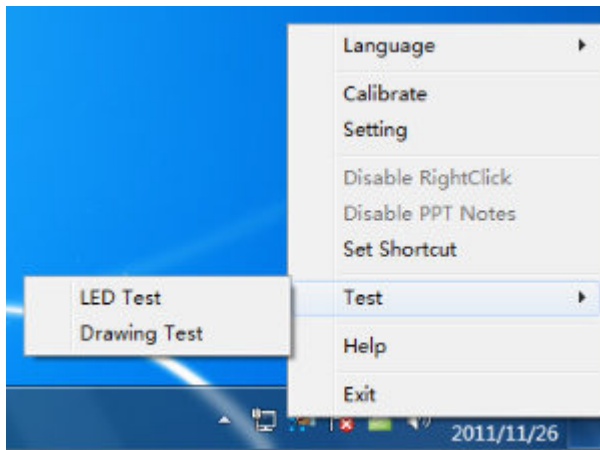 Language
Calibrate
Setting
Disable RightClick
Disable PPT Notes
Set Shortcut
Test
LED Test
Drawing Test
Help
Exit
2011/11/26